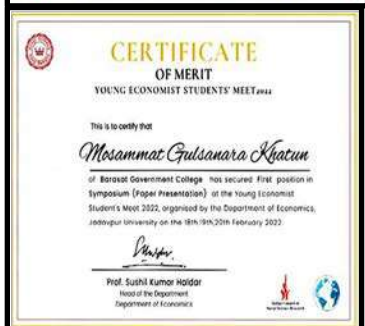 CERTIFICATE
OF MERIT
YOUNG ECONOMIST STUDENTS' MEET 2022
This is to certify that
Mosammat Gulsanara Khatun
of Barasat Government College has secured First position in
Symposium (Paper Presentation) at the Young Economist
Student's Meet 2022, organised by the Department of Economics,
Jadavpur University on the 18th,19th,20th February 2022.
Prof. Sushil Kumar Haldar
Head of the Department
Department of Economics